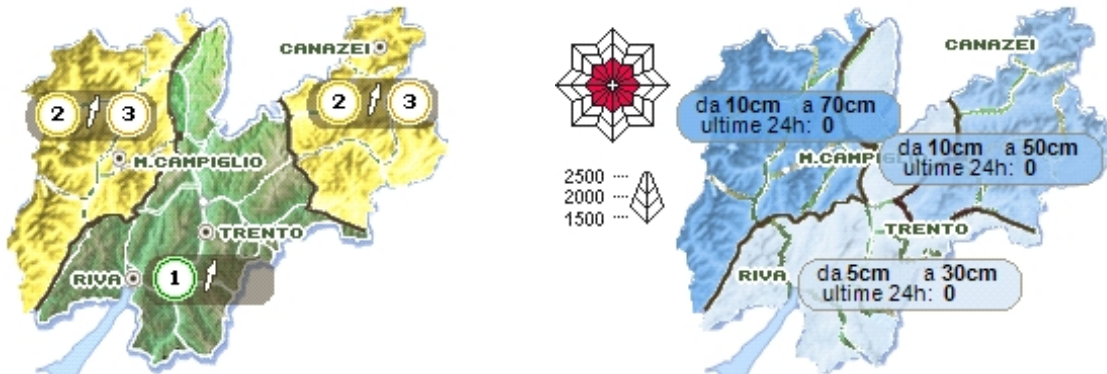 CANAZEI
2 3
2 3
M.CAMPIGLIO
TRENTO
RIVA
1
2500
2000
1500
CANAZEI
da 10cm a 70cm
ultime 24h: 0
M.CAMPIG
da 10cm a 50cm
ultime 24h: 0
TRENTO
RIVA
da 5cm a 30cm
ultime 24h: 0